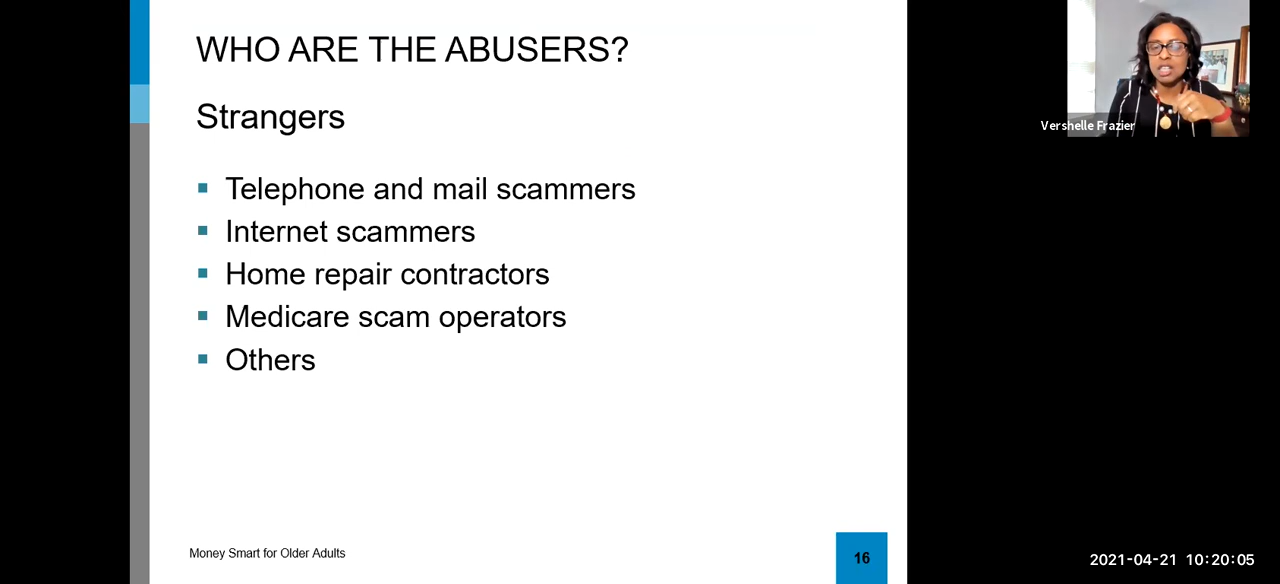 WHO ARE THE ABUSERS?
Strangers
▪ Telephone and mail scammers
▪ Internet scammers
▪ Home repair contractors
▪ Medicare scam operators
▪ Others
Money Smart for Older Adults
16
Vershelle Frazier
2021-04-21 10:20:05